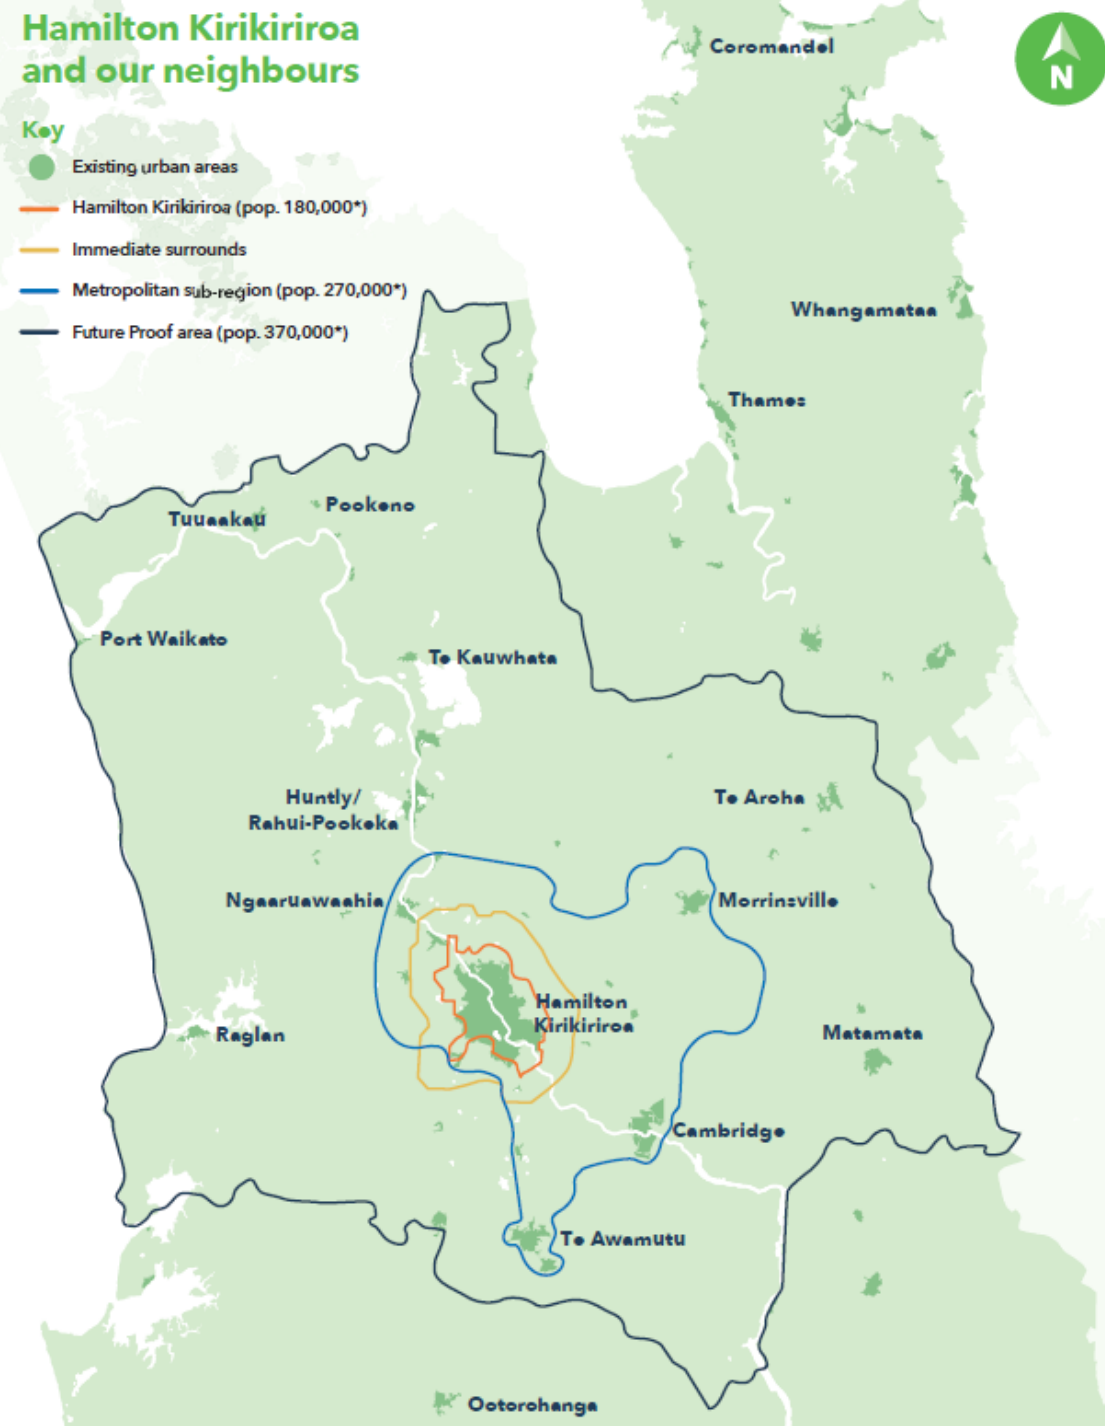 Hamilton Kirikiriroa
and our neighbours
N
Key
Existing urban areas
Hamilton Kirikiriroa (pop. 180,000*)
Immediate surrounds
Metropolitan sub-region (pop. 270,000*)
Future Proof area (pop. 370,000*)
Coromandel
Whangamataa
Thames
Pookeno
Tuuaakau
Port Waikato
Te Kauwhata
Huntly/
Rahui-Pookeka
Te Aroha
Ngaaruawaahia
Morrinsville
Hamilton
Kirikiriroa
Raglan
Matamata
Cambridge
Te Awamutu
Ootorohanga